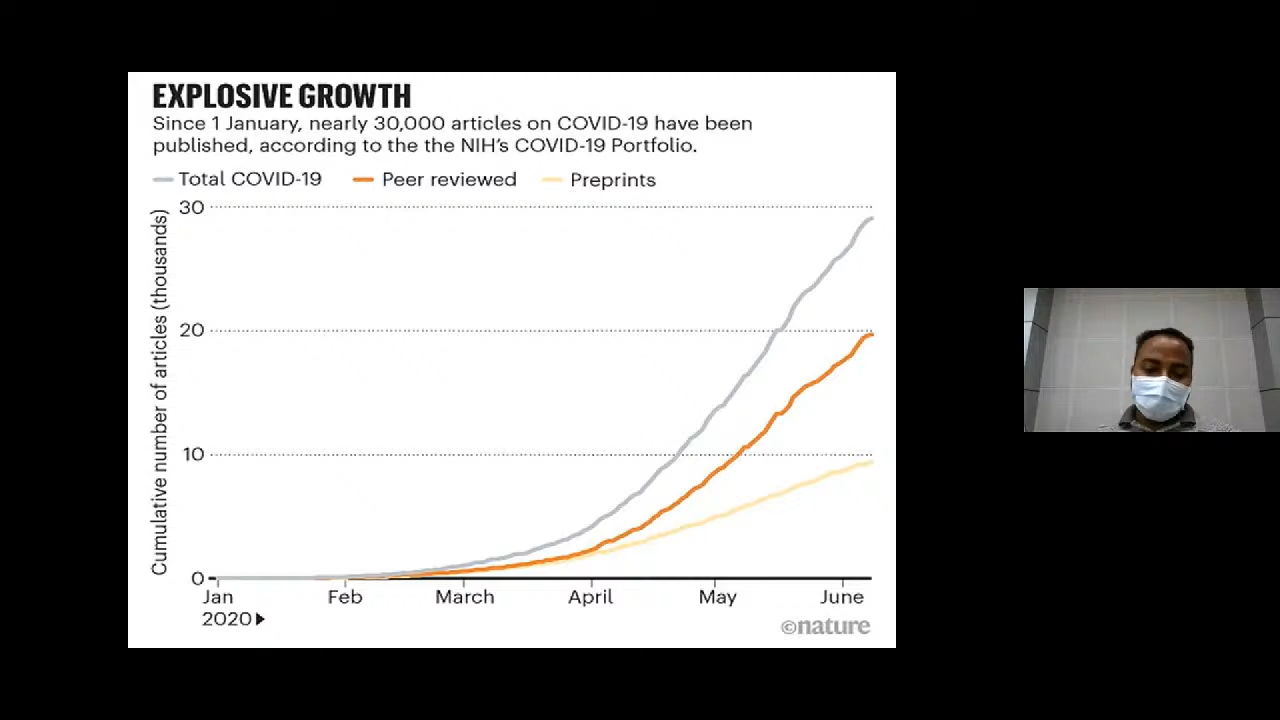 EXPLOSIVE GROWTH
Since 1 January, nearly 30,000 articles on COVID-19 have been
published, according to the the NIH's COVID-19 Portfolio.
Total COVID-19 Peer reviewed Preprints
Cumulative number of articles (thousands)
30
20
10
0
Jan Feb March April May June
2020
©nature